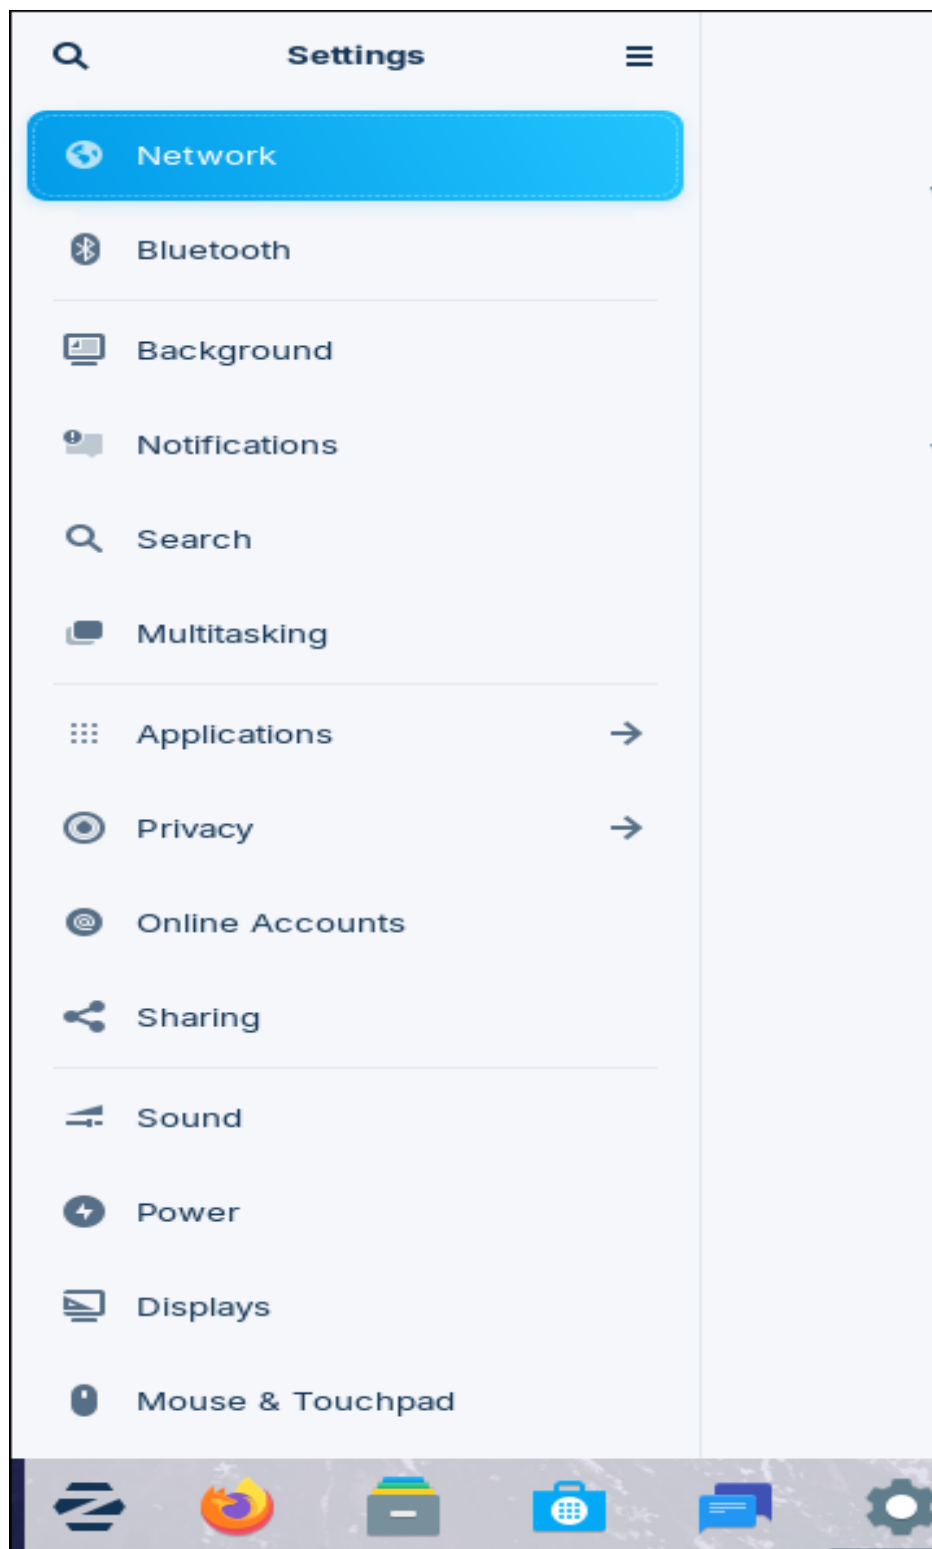 Settings
Network
Bluetooth
Background
Notifications
Search
Multitasking
Applications
Privacy
Online Accounts
Sharing
Sound
Power
Displays
Mouse & Touchpad